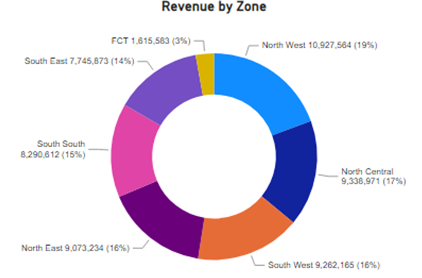 Revenue by Zone
FCT 1,615,583 (3%)
North West 10,927,564 (19%)
South East 7,745,873 (14%)
South South
8,290,612 (15%)
North Central
9,338,971 (17%)
North East 9,073,234 (16%)
South West 9,262,165 (16%)